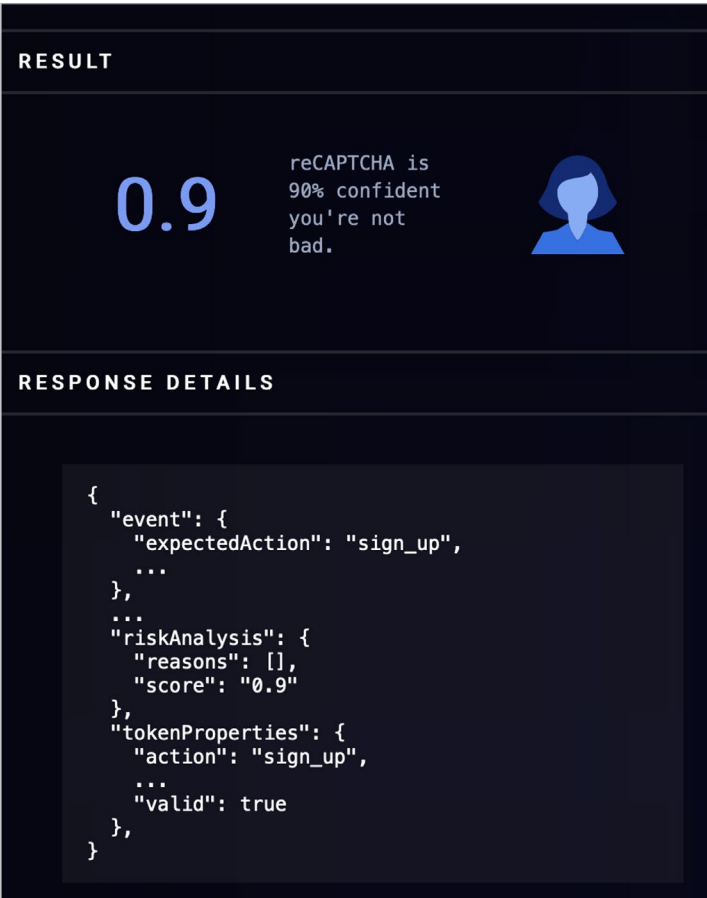 RESULT
0.9
reCAPTCHA is
90% confident
you're not
bad.
RESPONSE DETAILS
{
  "event": {
    "expectedAction": "sign_up",
    ...
  },
  ...
  "riskAnalysis": {
    "reasons": [],
    "score": "0.9"
  },
  "tokenProperties": {
    "action": "sign_up",
    ...
    "valid": true
  },
}